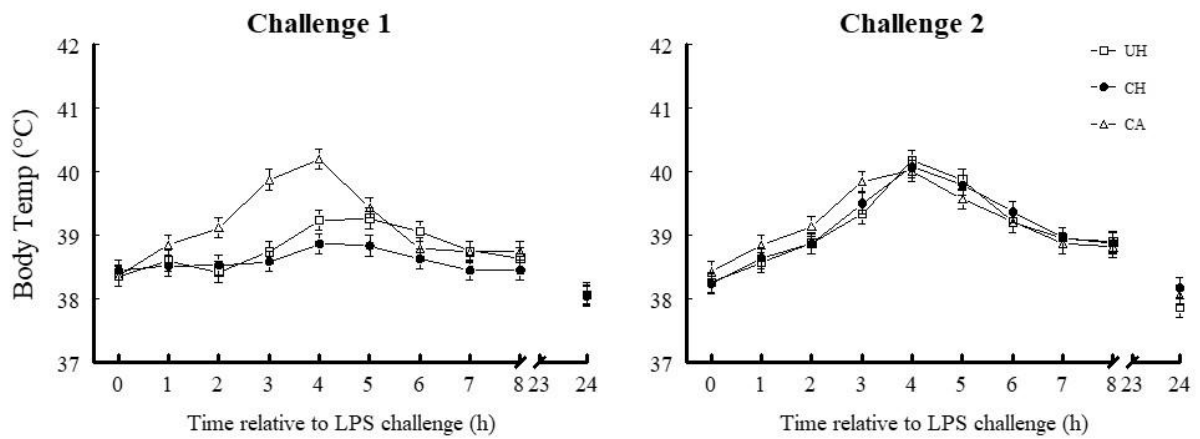 Challenge 1
Challenge 2
Body Temp (°C)
42
41
40
39
38
37
0 1 2 3 4 5 6 7 8 23 24
Time relative to LPS challenge (h)
42
41
40
39
38
37
0 1 2 3 4 5 6 7 8 23 24
Time relative to LPS challenge (h)
UH
CH
CA